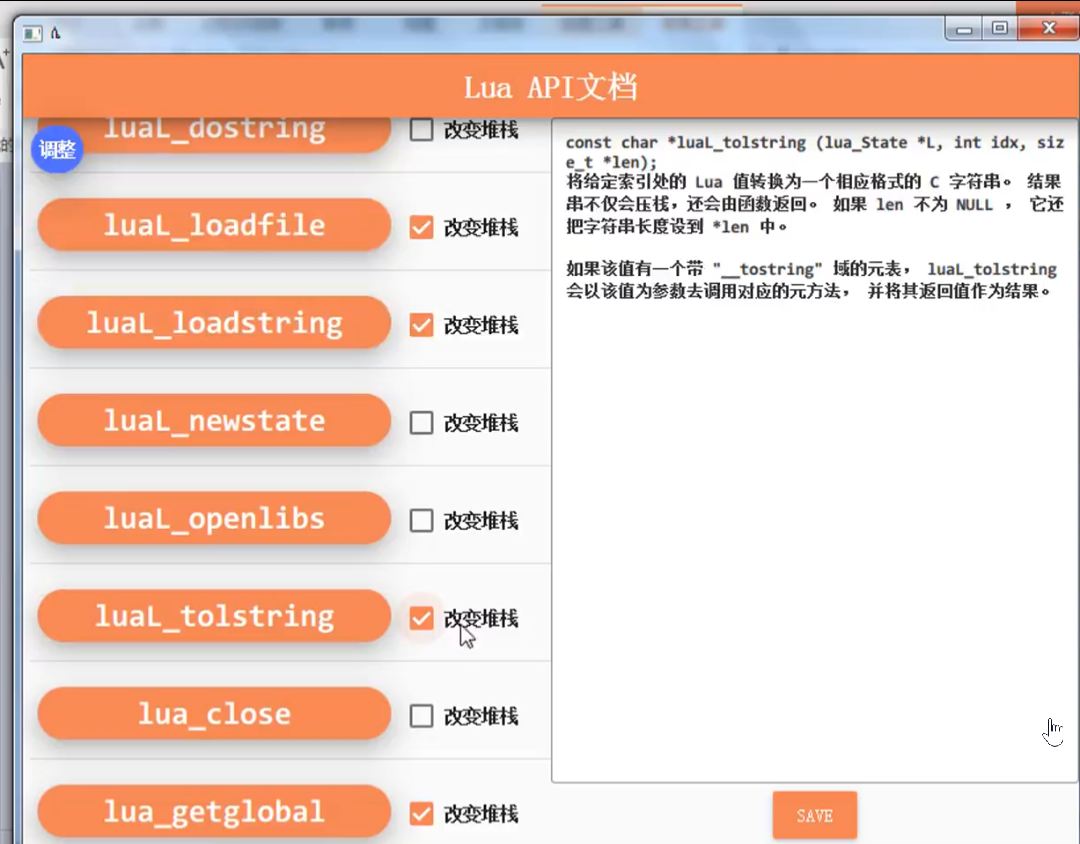 Lua API文档
调整
luaL_dostring
改变堆栈
luaL_loadfile
改变堆栈
luaL_loadstring
改变堆栈
luaL_newstate
改变堆栈
luaL_openlibs
改变堆栈
luaL_tolstring
改变堆栈
lua_close
改变堆栈
lua_getglobal
改变堆栈
const char *luaL_tolstring (lua_State *L, int idx, siz
e_t *len);
将给定索引处的 Lua 值转换为一个相应格式的 C 字符串。 结果
串不仅会压栈，还会由函数返回。 如果 len 不为 NULL ， 它还
把字符串长度设到 *len 中。
如果该值有一个带 "__tostring" 域的元表， luaL_tolstring
会以该值为参数去调用对应的元方法， 并将其返回值作为结果。
SAVE